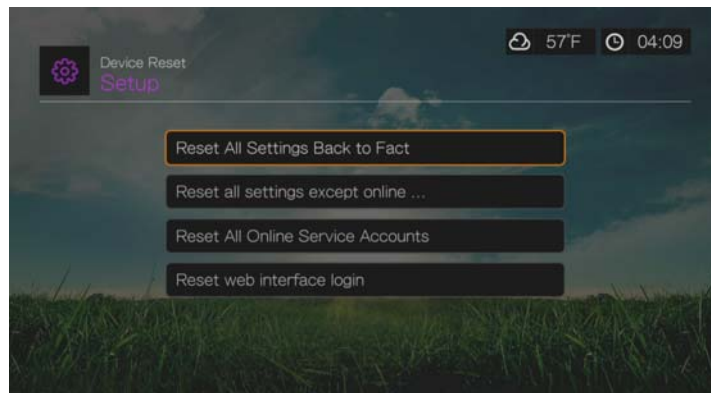 57°F 04:09
Device Reset
Setup
Reset All Settings Back to Fact
Reset all settings except online ...
Reset All Online Service Accounts
Reset web interface login